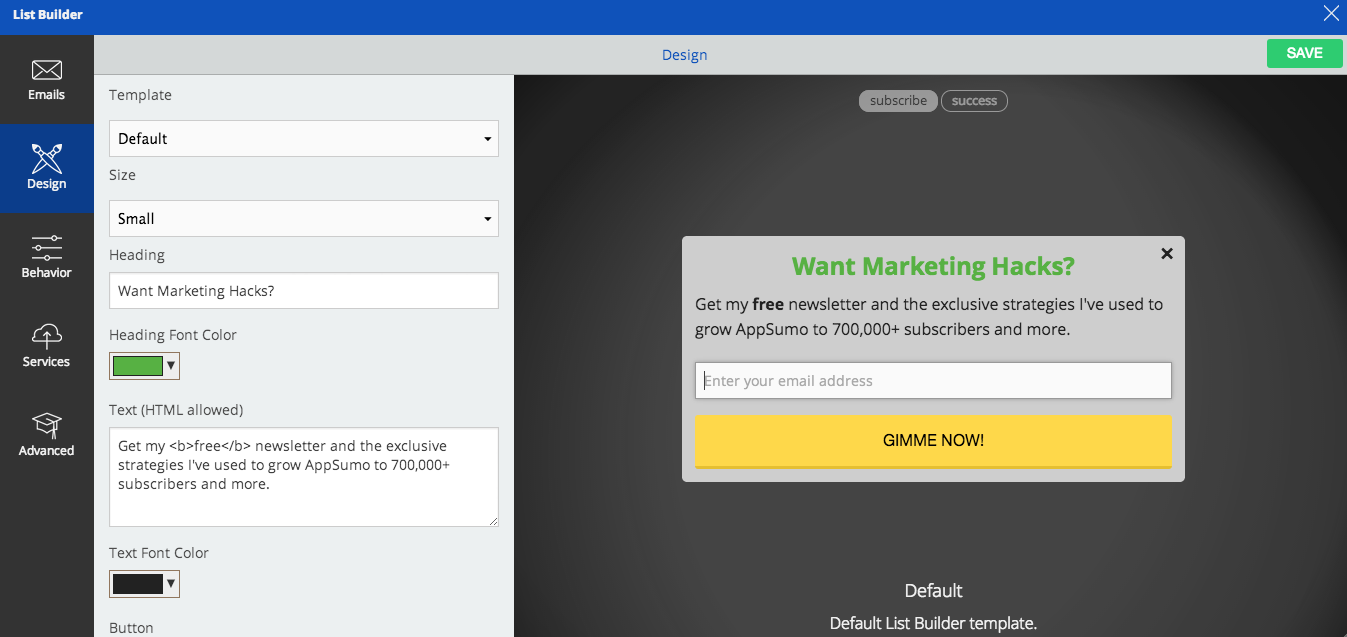 List Builder
Emails
Design
Behavior
Services
Advanced
Design
SAVE
Template
Default
Size
Small
Heading
Want Marketing Hacks?
Heading Font Color
Text (HTML allowed)
Get my <b>free</b> newsletter and the exclusive
strategies I've used to grow AppSumo to 700,000+
subscribers and more.
Text Font Color
Button
subscribe
success
Want Marketing Hacks?
Get my free newsletter and the exclusive strategies I've used to
grow AppSumo to 700,000+ subscribers and more.
Enter your email address
GIMME NOW!
Default
Default List Builder template.